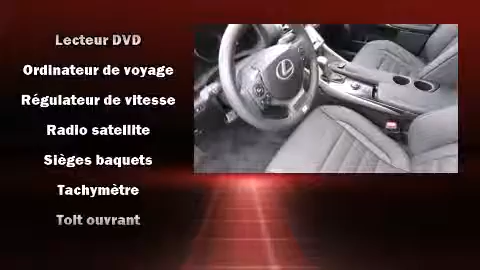 Lecteur DVD
Ordinateur de voyage
Régulateur de vitesse
Radio satellite
Sièges baquets
Tachymètre
Toit ouvrant